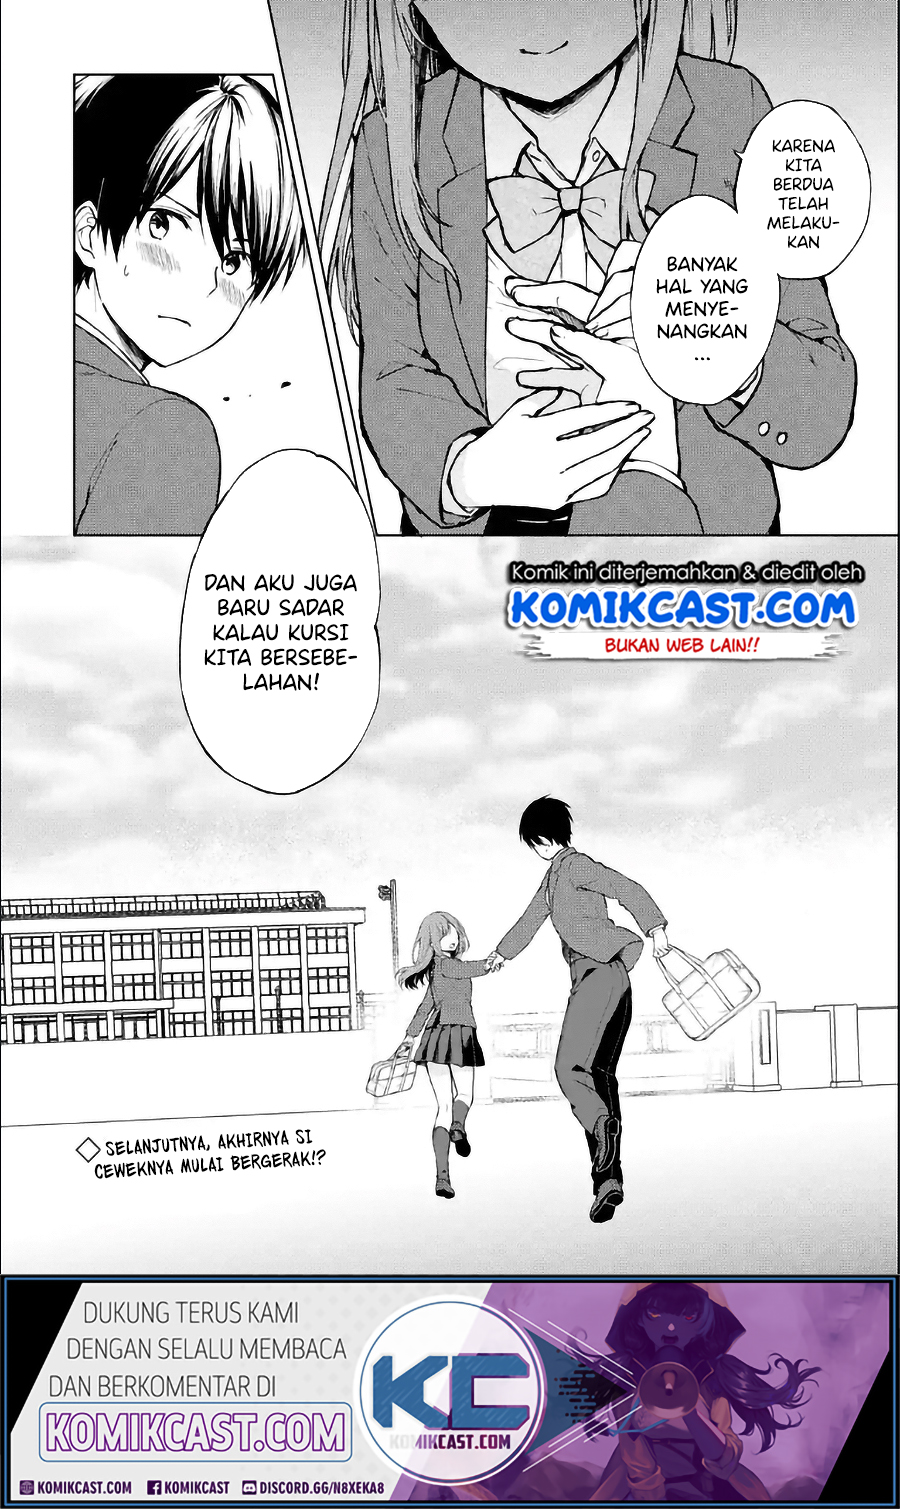 KARENA
KITA
BERDUA
TELAH
MELAKU-
KAN
BANYAK
HAL YANG
MENYE-
NANGKAN
...
DAN AKU JUGA
BARU SADAR
KALAU KURSI
KITA BERSEBE-
LAHAN!
Komik ini diterjemahkan & diedit oleh
KOMIKCAST.COM
BUKAN WEB LAIN!!
SELANJUTNYA, AKHIRNYA SI
CEWEKNYA MULAI BERGERAK!?
DUKUNG TERUS KAMI
DENGAN SELALU MEMBACA
DAN BERKOMENTAR DI
KOMIKCAST.COM
KC
KOMIKCAST.COM
KOMIKCAST.COM KOMIKCAST DISCORD.GG/N8XEKA8